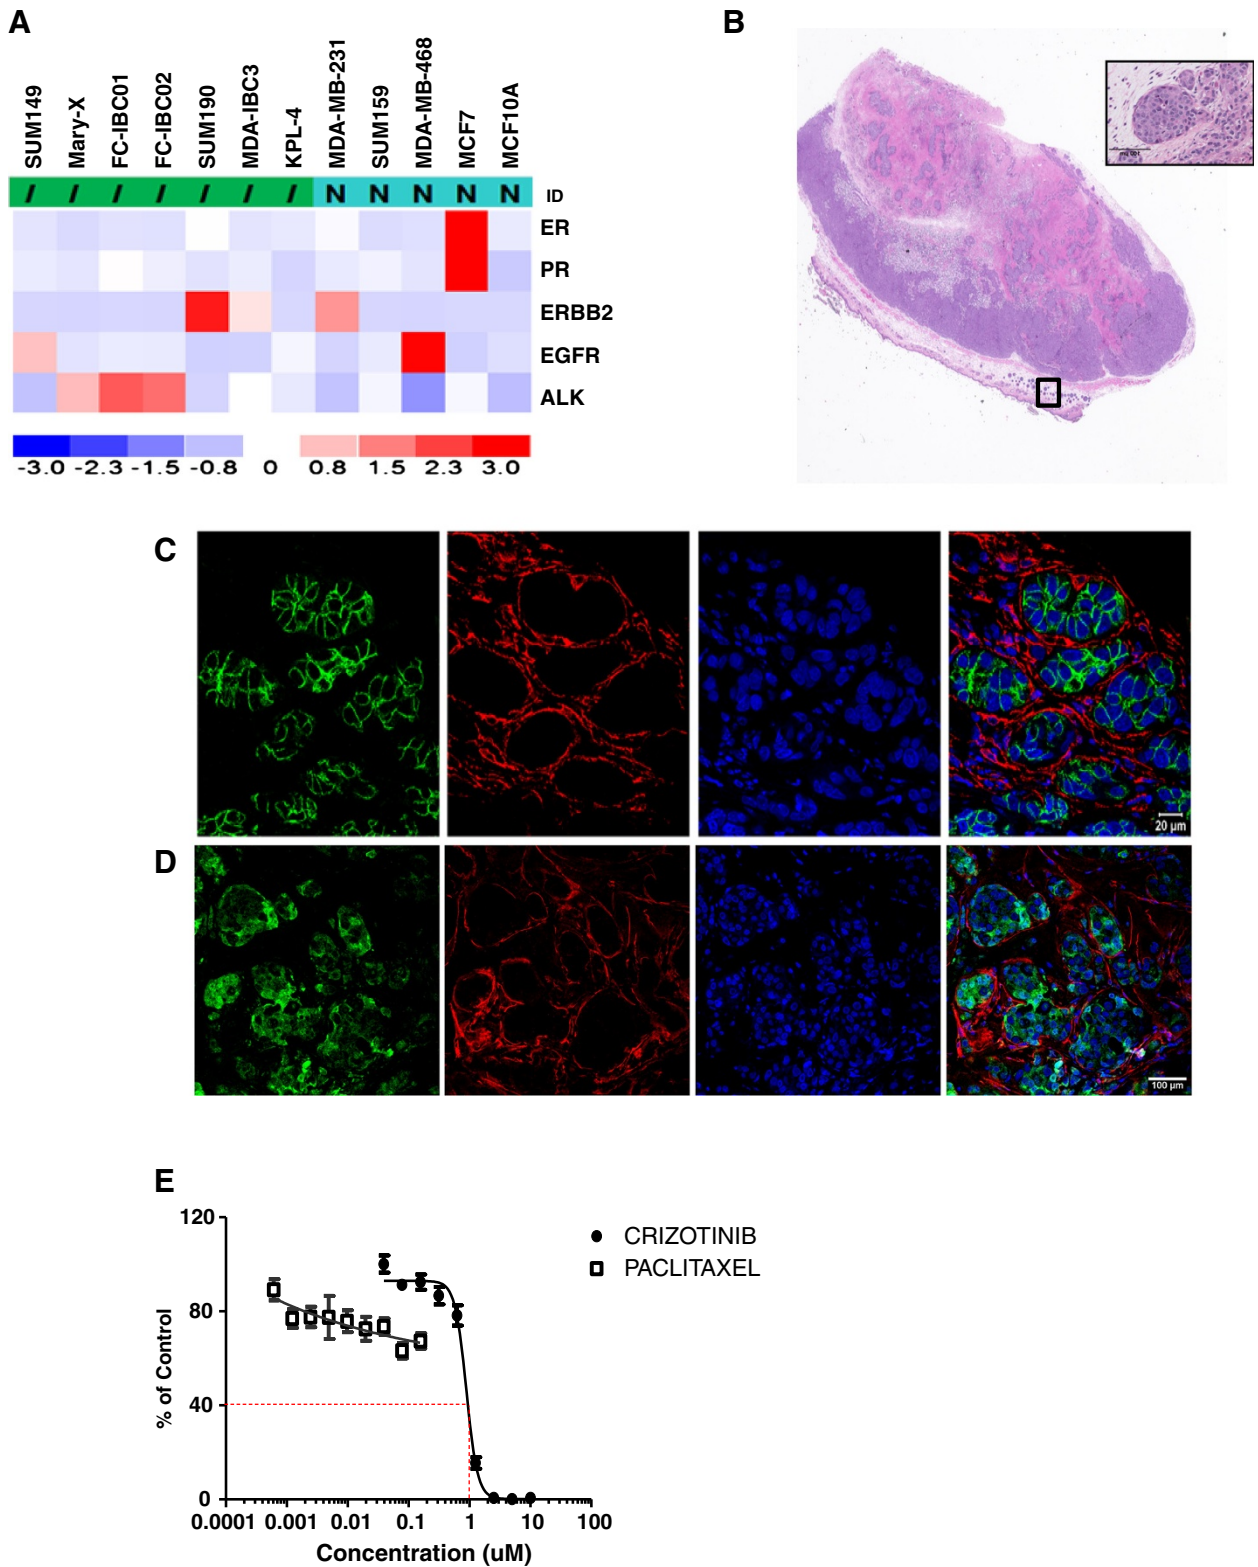 A
B
SUM149
Mary-X
FC-IBC01
FC-IBC02
SUM190
MDA-IBC3
KPL-4
MDA-MB-231
SUM159
MDA-MB-468
MCF7
MCF10A
I I I I I I I N N N N N ID
ER
PR
ERBB2
EGFR
ALK
-3.0 -2.3 -1.5 -0.8 0 0.8 1.5 2.3 3.0
C
20 µm
D
100 µm
E
CRIZOTINIB
PACLITAXEL
% of Control
120
80
40
0
0.0001 0.001 0.01 0.1 1 10 100
Concentration (uM)